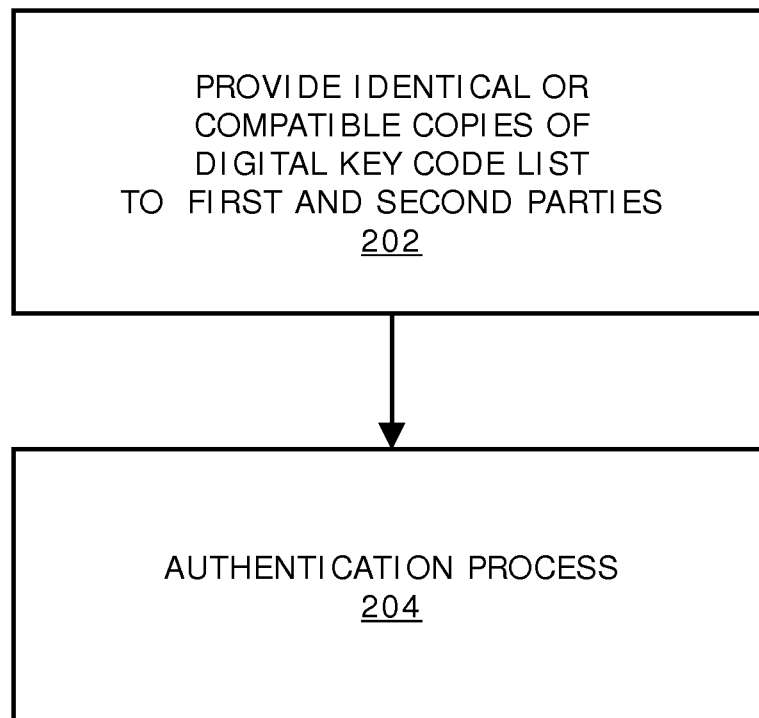 PROVIDE IDENTICAL OR
COMPATIBLE COPIES OF
DIGITAL KEY CODE LIST
TO FIRST AND SECOND PARTIES
202
AUTHENTICATION PROCESS
204